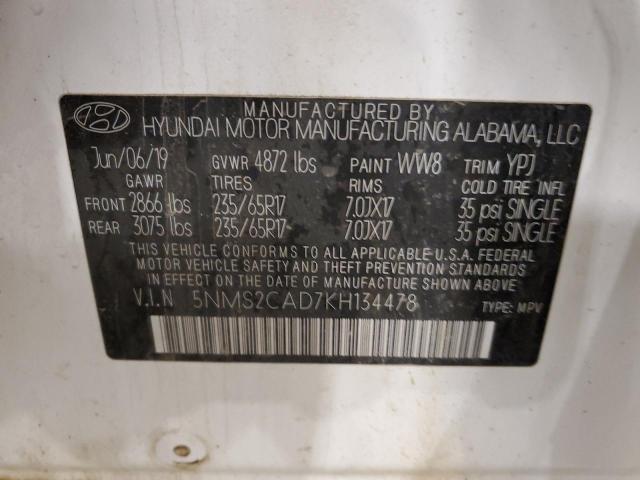 MANUFACTURED BY
HYUNDAI MOTOR MANUFACTURING ALABAMA, LLC
Jun/06/19 GVWR 4872 lbs PAINT WW8 TRIM YPJ
GAWR TIRES RIMS COLD TIRE INFL
FRONT 2866 lbs 235/65R17 7.0JX17 35 psi SINGLE
REAR 3075 lbs 235/65R17 7.0JX17 35 psi SINGLE
THIS VEHICLE CONFORMS TO ALL APPLICABLE U.S.A. FEDERAL
MOTOR VEHICLE SAFETY AND THEFT PREVENTION STANDARDS
IN EFFECT ON THE DATE OF MANUFACTURE SHOWN ABOVE.
V.I.N 5NMS2CAD7KH134478 TYPE: MPV